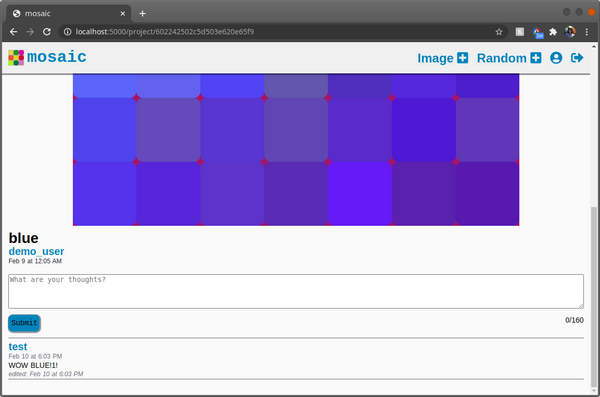 mosaic
localhost:5000/project/602242502c5d503e620e65f9
mosaic
Image
Random
blue
demo_user
Feb 9 at 12:05 AM
What are your thoughts?
Submit
0/160
test
Feb 10 at 6:03 PM
WOW BLUE!1!
edited: Feb 10 at 6:03 PM